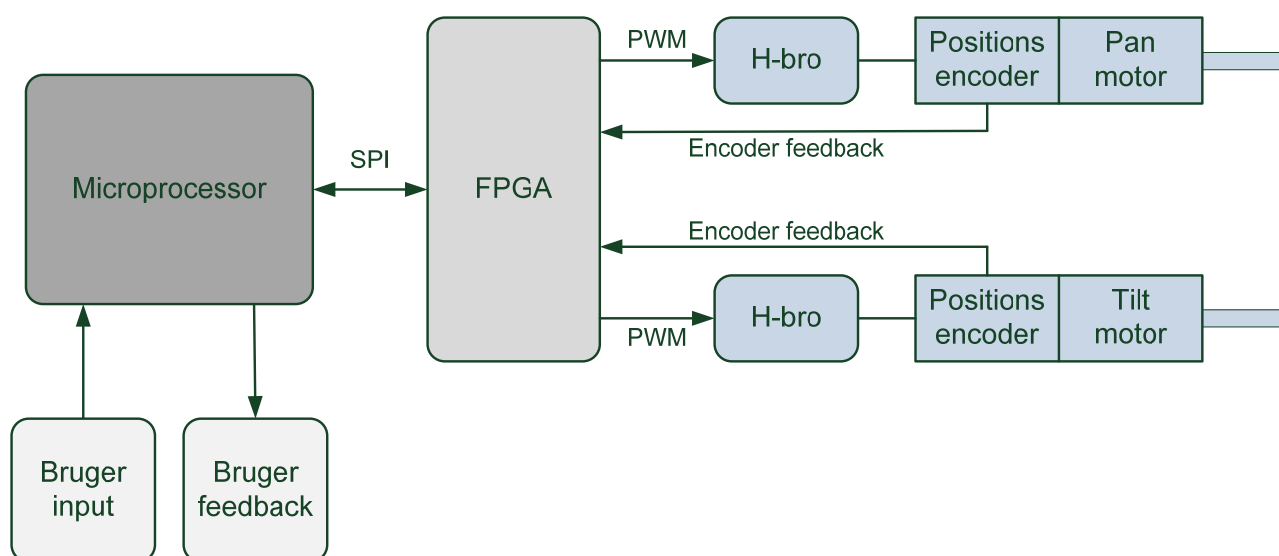 PWM
H-bro
Positions
encoder
Pan
motor
Encoder feedback
Microprocessor
SPI
FPGA
Encoder feedback
PWM
H-bro
Positions
encoder
Tilt
motor
Bruger
input
Bruger
feedback